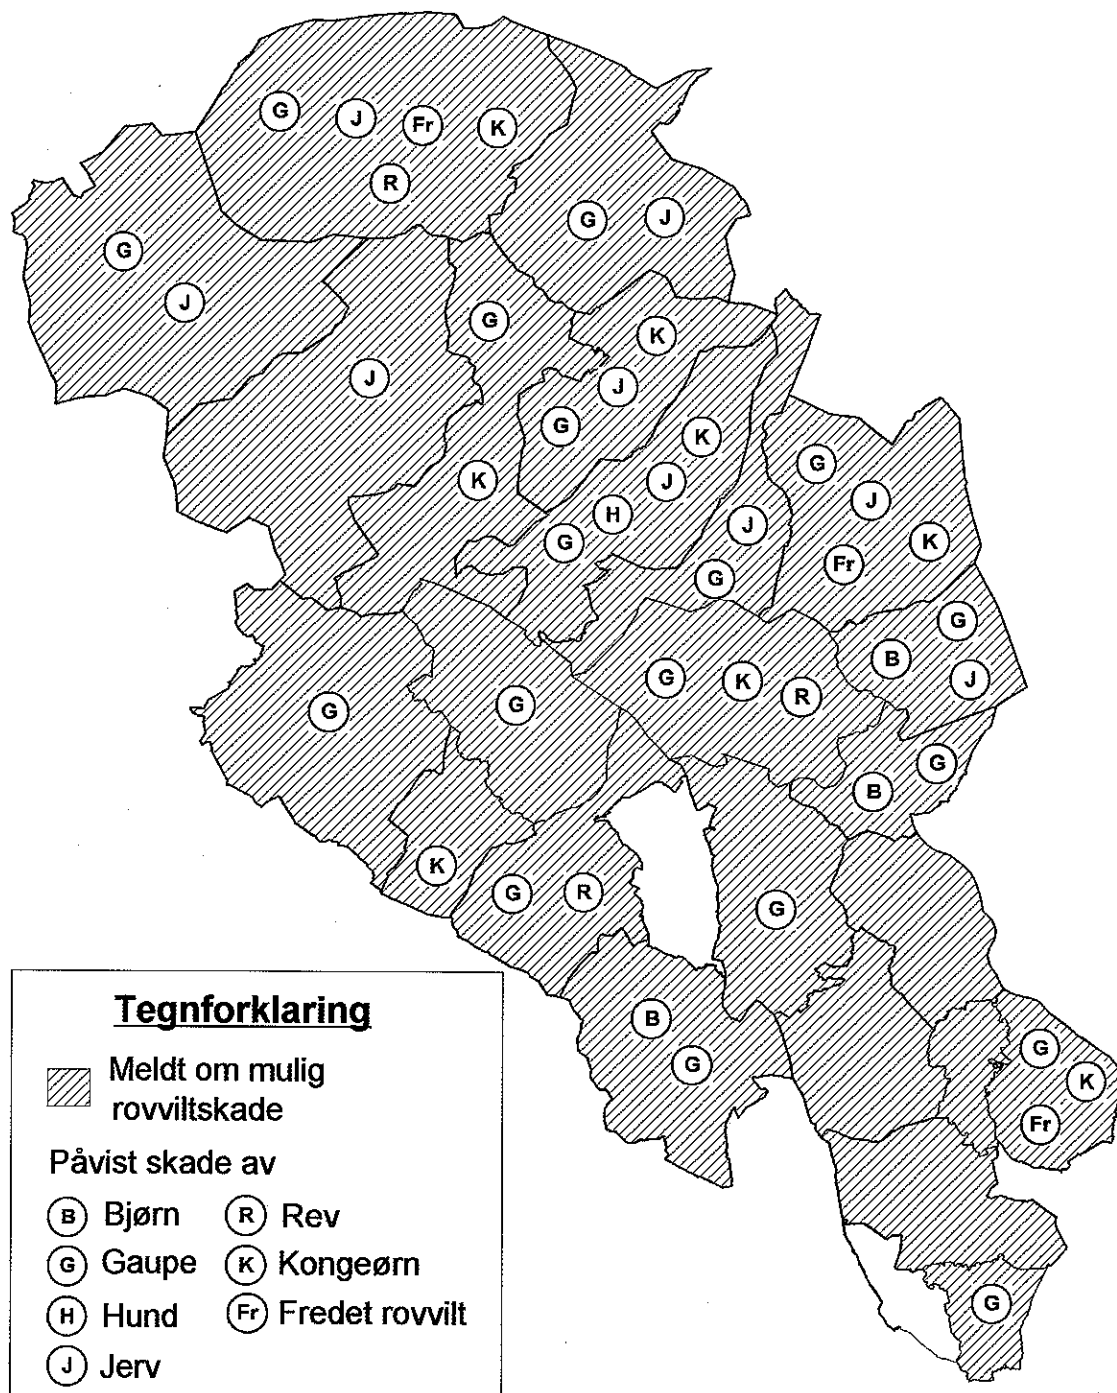 G J Fr K
R
G J
G
J
G
K
J
J
G
K
G
J
K
K
J
H
G
J
G
G
J
K
Fr
G
B
J
G
K
R
G
G
G
B
K
G
R
G
B
G
G
K
Fr
G
Tegnforklaring
Meldt om mulig
rovviltskade
Påvist skade av
B Bjørn R Rev
G Gaupe K Kongeørn
H Hund Fr Fredet rovvilt
J Jerv